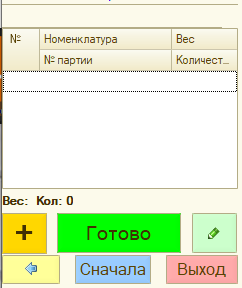 № Номенклатура Вес
№ партии Количест...
Вес: Кол: 0
+ Готово
Сначала Выход